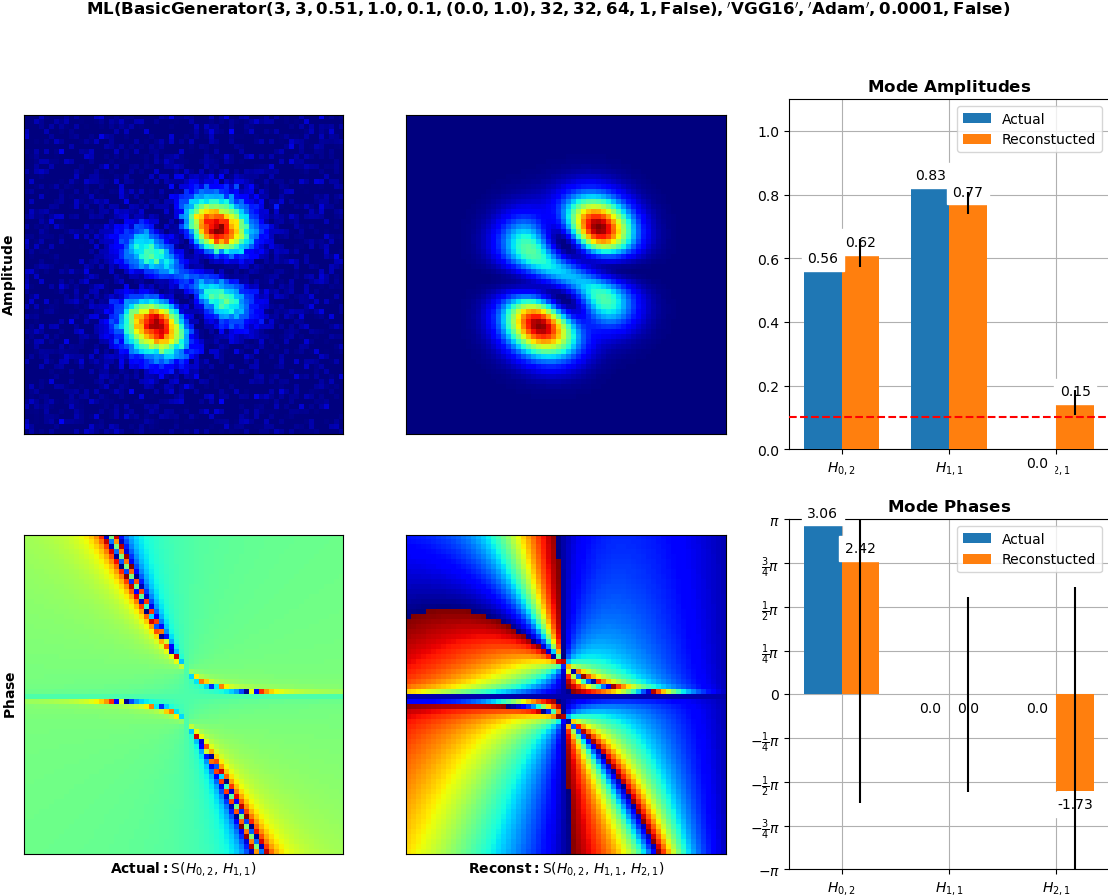 ML(BasicGenerator(3, 3, 0.51, 1.0, 0.1, (0.0, 1.0), 32, 32, 64, 1, False), ′VGG16′, ′Adam′, 0.0001, False)
Amplitude
Mode Amplitudes
Actual
Reconstucted
1.0
0.8
0.6
0.4
0.2
0.0
0.56
0.62
0.83
0.77
0.0
0.15
H0,2
H1,1
2,1
Phase
Actual: S(H0,2, H1,1)
Reconst: S(H0,2, H1,1, H2,1)
Mode Phases
Actual
Reconstucted
π
3/4π
1/2π
1/4π
0
−1/4π
−1/2π
−3/4π
−π
3.06
2.42
0.0
0.0
0.0
-1.73
H0,2
H1,1
H2,1